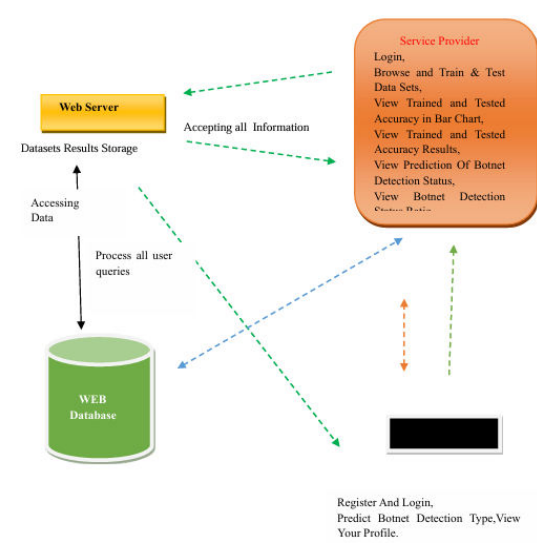 Service Provider
Login,
Browse and Train & Test
Data Sets,
View Trained and Tested
Accuracy in Bar Chart,
View Trained and Tested
Accuracy Results,
View Prediction Of Botnet
Detection Status,
View Botnet Detection
Status Ratio
Web Server
Accepting all Information
Datasets Results Storage
Accessing
Data
Process all user
queries
WEB
Database
Register And Login,
Predict Botnet Detection Type,View
Your Profile.